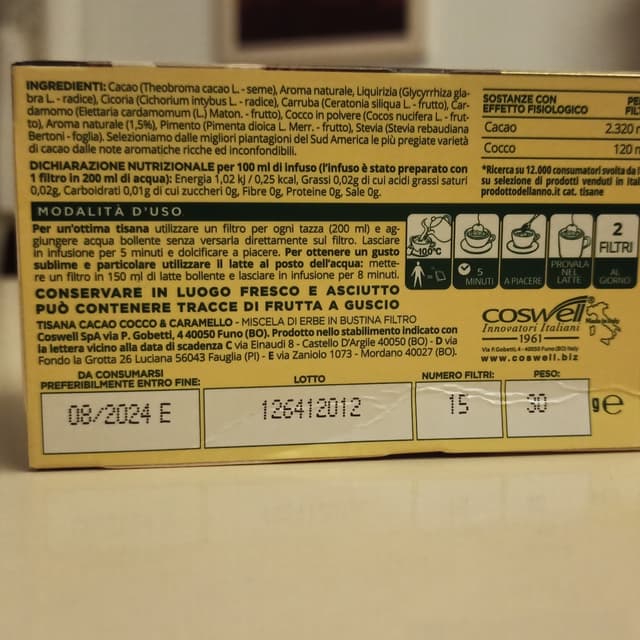 INGREDIENTI: Cacao (Theobroma cacao L. - seme), Aroma naturale, Liquirizia (Glycyrrhiza gla-
bra L. - radice), Cicoria (Cichorium intybus L. - radice), Carruba (Ceratonia siliqua L. - frutto), Car-
damomo (Elettaria cardamomum (L.) Maton. - frutto), Cocco in polvere (Cocos nucifera L. - frut-
to), Aroma naturale (1,5%), Pimento (Pimenta dioica L. Merr. - frutto), Stevia (Stevia rebaudiana
Bertoni - foglia). Selezioniamo dalle migliori piantagioni del Sud America le più pregiate varietà
di cacao dalle note aromatiche ricche ed inconfondibili.
DICHIARAZIONE NUTRIZIONALE per 100 ml di infuso (l'infuso è stato preparato con
1 filtro in 200 ml di acqua): Energia 1,02 kJ / 0,25 kcal, Grassi 0,02g di cui acidi grassi saturi
0,02g, Carboidrati 0,01g di cui zuccheri 0g, Fibre 0g, Proteine 0g, Sale 0g.
SOSTANZE CON
EFFETTO FISIOLOGICO
Cacao 2.320
Cocco 120
*Ricerca su 12.000 consumatori svolta da
su selezione di prodotti venduti in
prodottodellanno.it cat. tisane
MODALITÀ D'USO
Per un'ottima tisana utilizzare un filtro per ogni tazza (200 ml) e ag-
giungere acqua bollente senza versarla direttamente sul filtro. Lasciare
in infusione per 5 minuti e dolcificare a piacere. Per ottenere un gusto
sublime e particolare utilizzare il latte al posto dell'acqua: mette-
re un filtro in 150 ml di latte bollente e lasciare in infusione per 8 minuti.
100°C
5
MINUTI
A PIACERE
PROVALA
NEL
LATTE
2
FILTRI
AL
GIORNO
CONSERVARE IN LUOGO FRESCO E ASCIUTTO
PUÒ CONTENERE TRACCE DI FRUTTA A GUSCIO
TISANA CACAO COCCO & CARAMELLO - MISCELA DI ERBE IN BUSTINA FILTRO
Coswell SpA via P. Gobetti, 4 40050 Funo (BO). Prodotto nello stabilimento indicato con
la lettera vicino alla data di scadenza C via Einaudi 8 - Castello D'Argile 40050 (BO) - D via
Fondo la Grotta 26 Luciana 56043 Fauglia (PI) - E via Zaniolo 1073 - Mordano 40027 (BO).
coswell
Innovatori Italiani
1961
Via P. Gobetti, 4 - 40050 Funo (BO) Italy
www.coswell.biz
DA CONSUMARSI
PREFERIBILMENTE ENTRO FINE:
08/2024 E
LOTTO
126412012
NUMERO FILTRI:
15
PESO:
30 g e